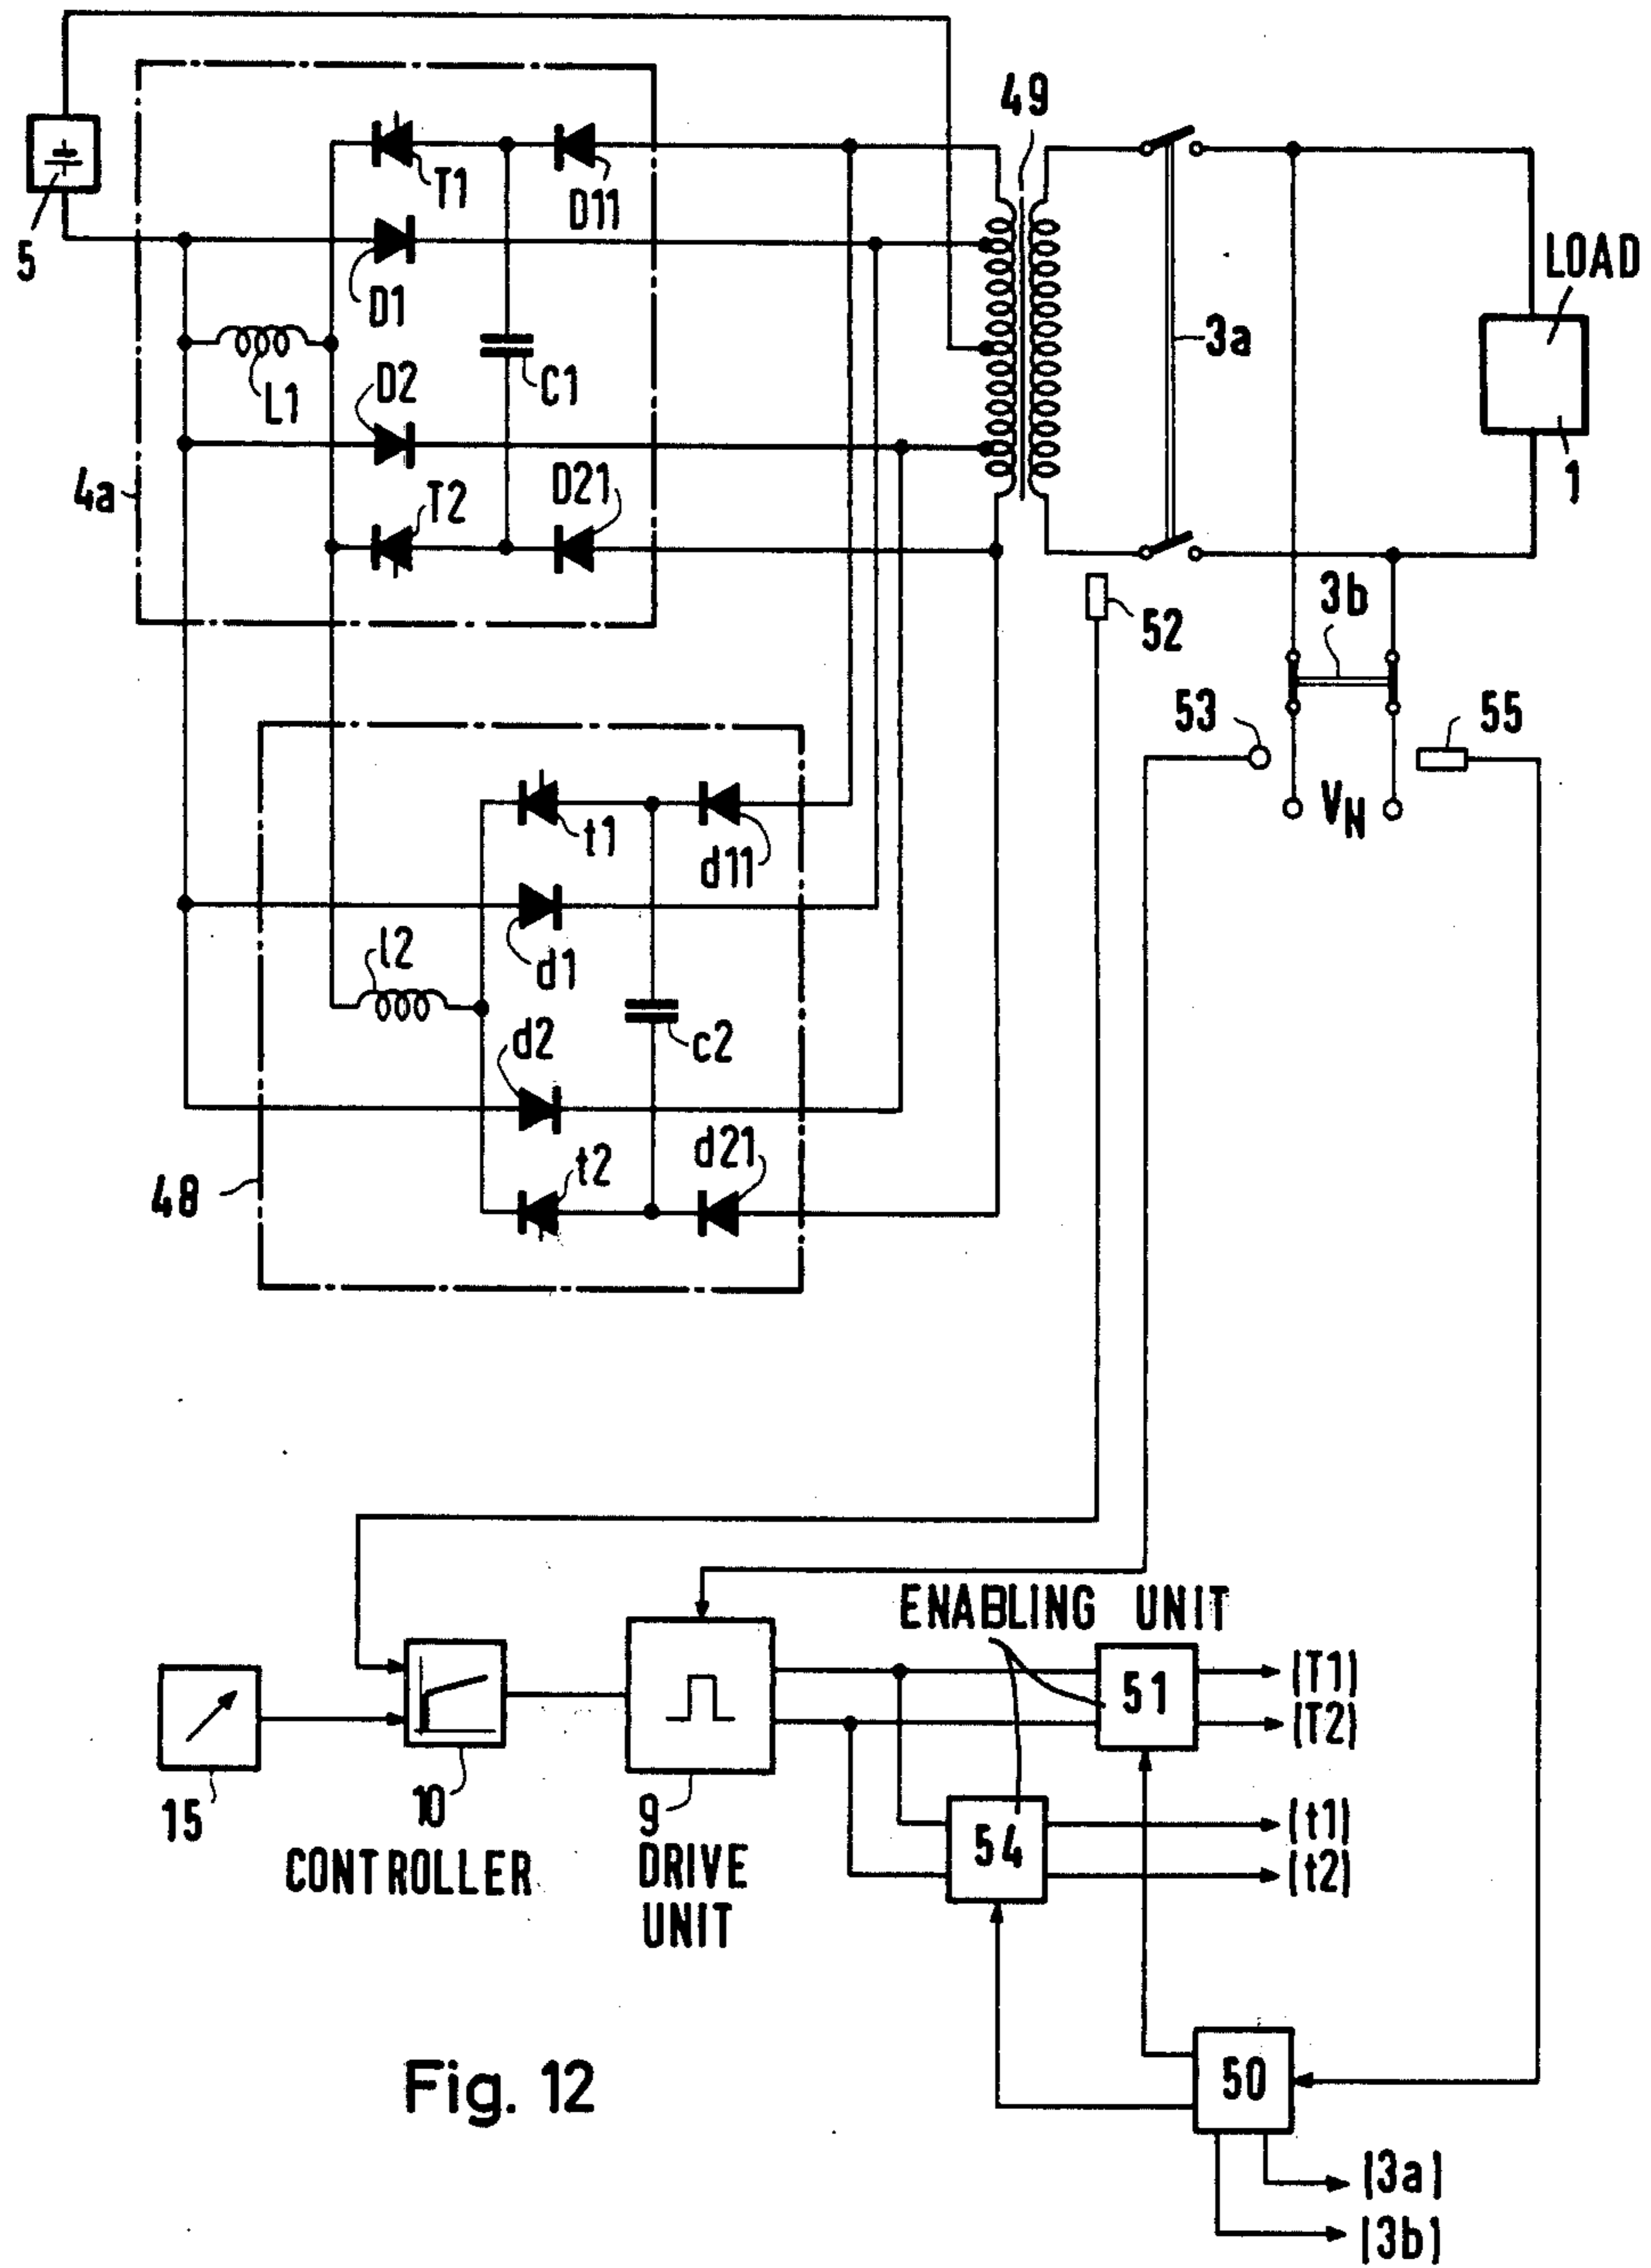 49
T1
D11
5
D1
LOAD
3a
L1
D2
C1
4a
T2
D21
1
3b
52
53
55
t1
d11
VN
l2
d1
d2
c2
t2
d21
48
ENABLING UNIT
51
(T1)
(T2)
15
10
9
54
(t1)
(t2)
CONTROLLER
DRIVE
UNIT
50
Fig. 12
(3a)
(3b)